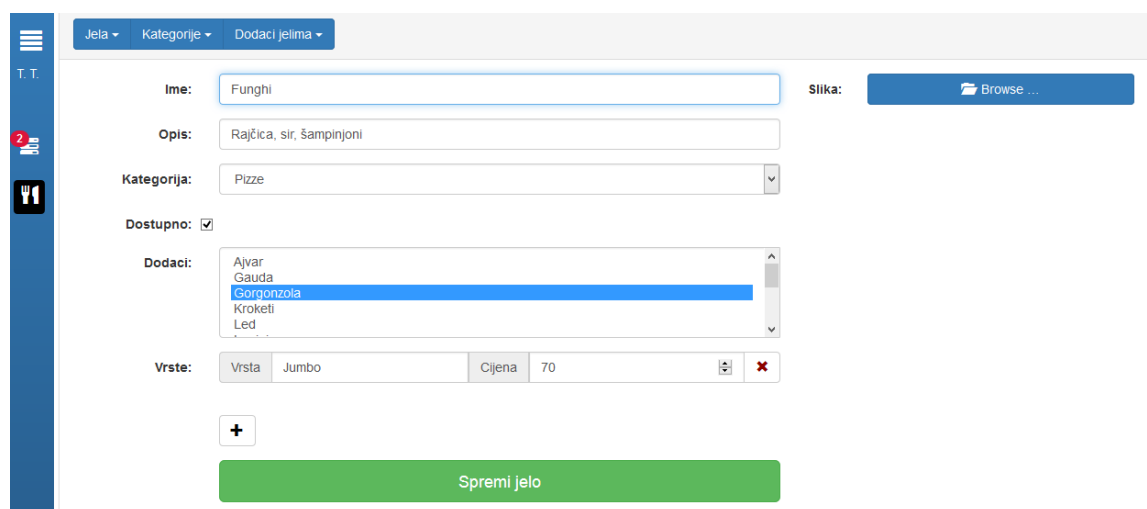 Jela Kategorije Dodaci jelima
T. T.
2
Ime: Funghi
Slika: Browse ...
Opis: Rajčica, sir, šampinjoni
Kategorija: Pizze
Dostupno:
Dodaci: Ajvar
Gauda
Gorgonzola
Kroketi
Led
Vrste: Vrsta Jumbo Cijena 70
Spremi jelo